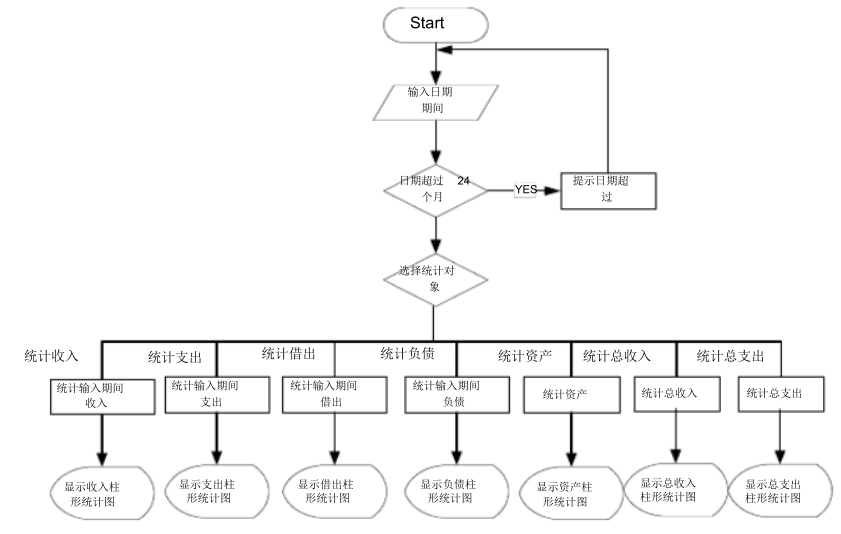 Start
输入日期
期间
日期超过 24
个月
YES
提示日期超
过
选择统计对
象
统计收入
统计支出
统计借出
统计负债
统计资产
统计总收入
统计总支出
统计输入期间
收入
统计输入期间
支出
统计输入期间
借出
统计输入期间
负债
统计资产
统计总收入
统计总支出
显示收入柱
形统计图
显示支出柱
形统计图
显示借出柱
形统计图
显示负债柱
形统计图
显示资产柱
形统计图
显示总收入
柱形统计图
显示总支出
柱形统计图